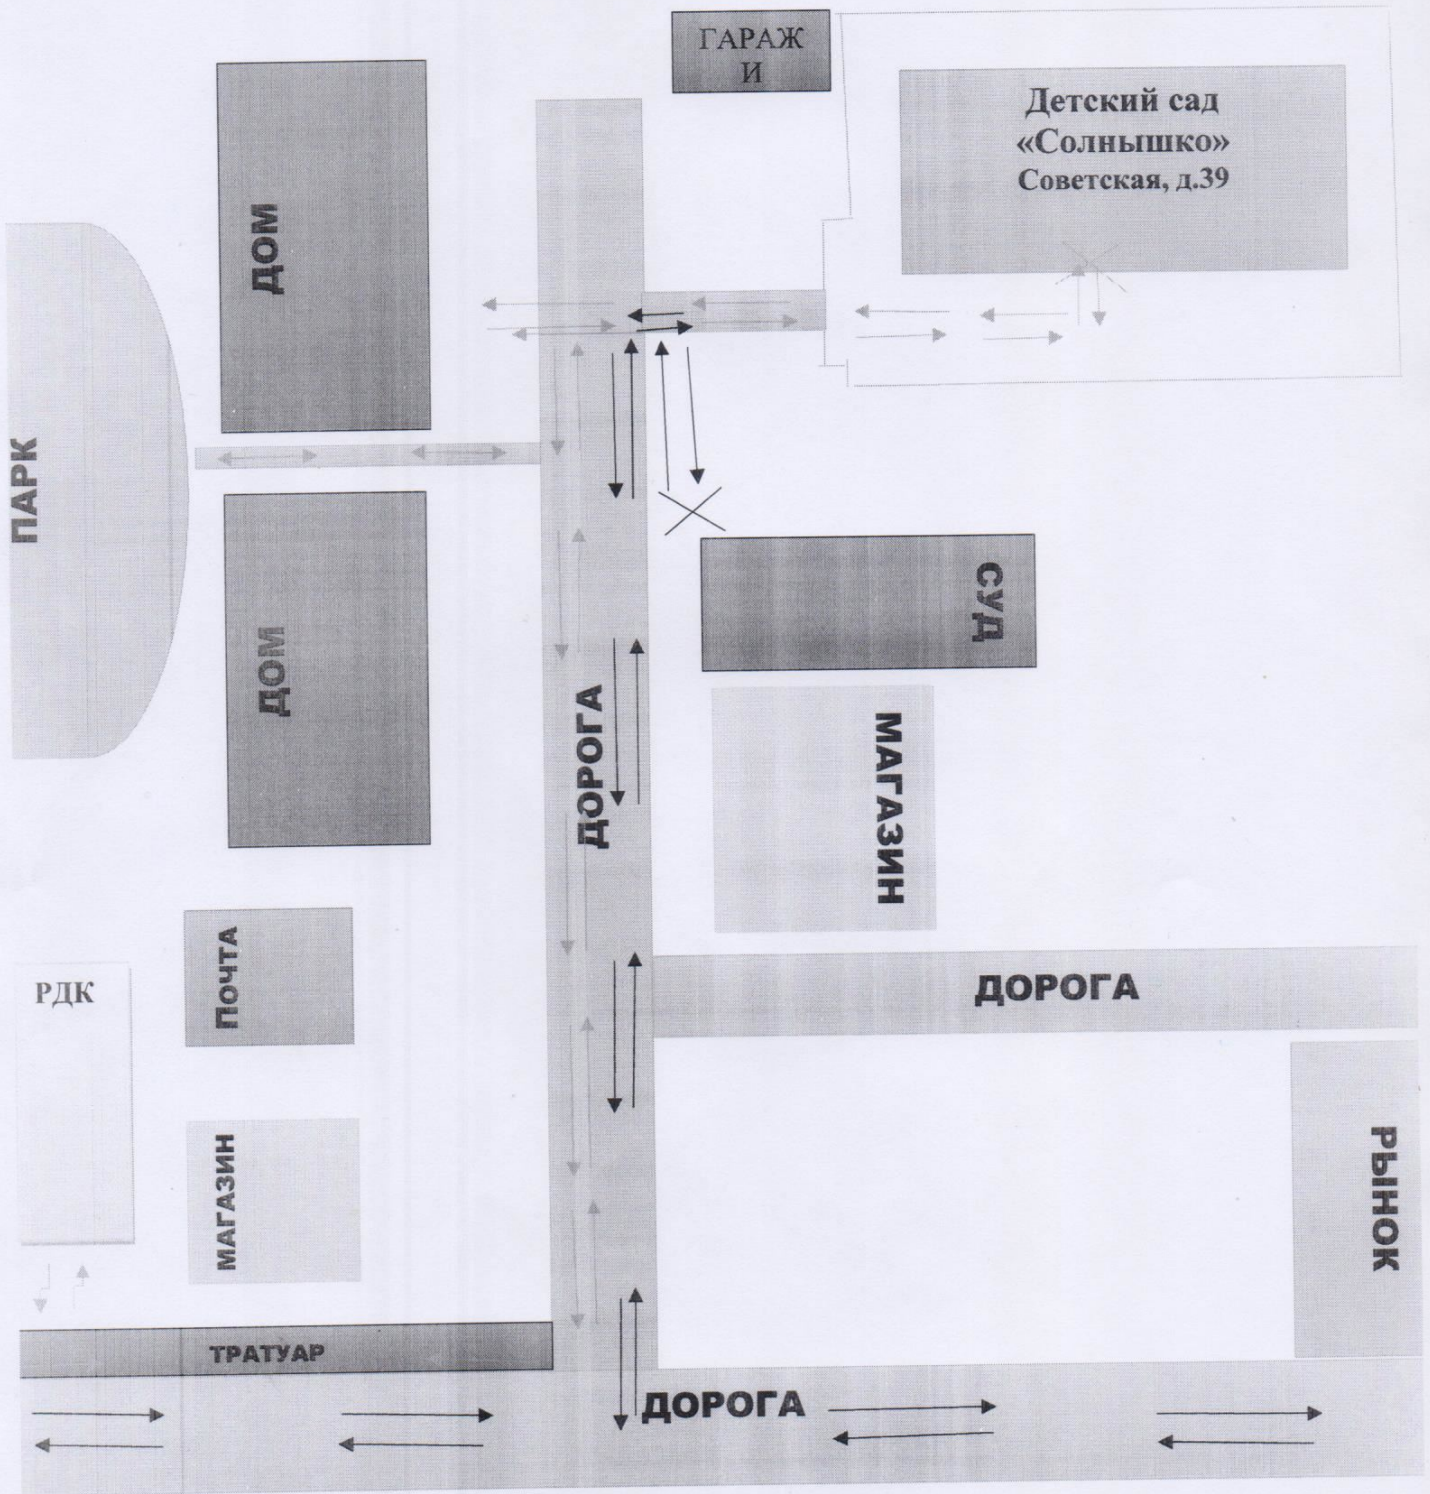 ГАРАЖ
И
Детский сад
«Солнышко»
Советская, д.39
ДОМ
ПАРК
ДОМ
СУД
ДОРОГА
МАГАЗИН
ПОЧТА
РДК
ДОРОГА
МАГАЗИН
РЫНОК
ТРАТУАР
ДОРОГА